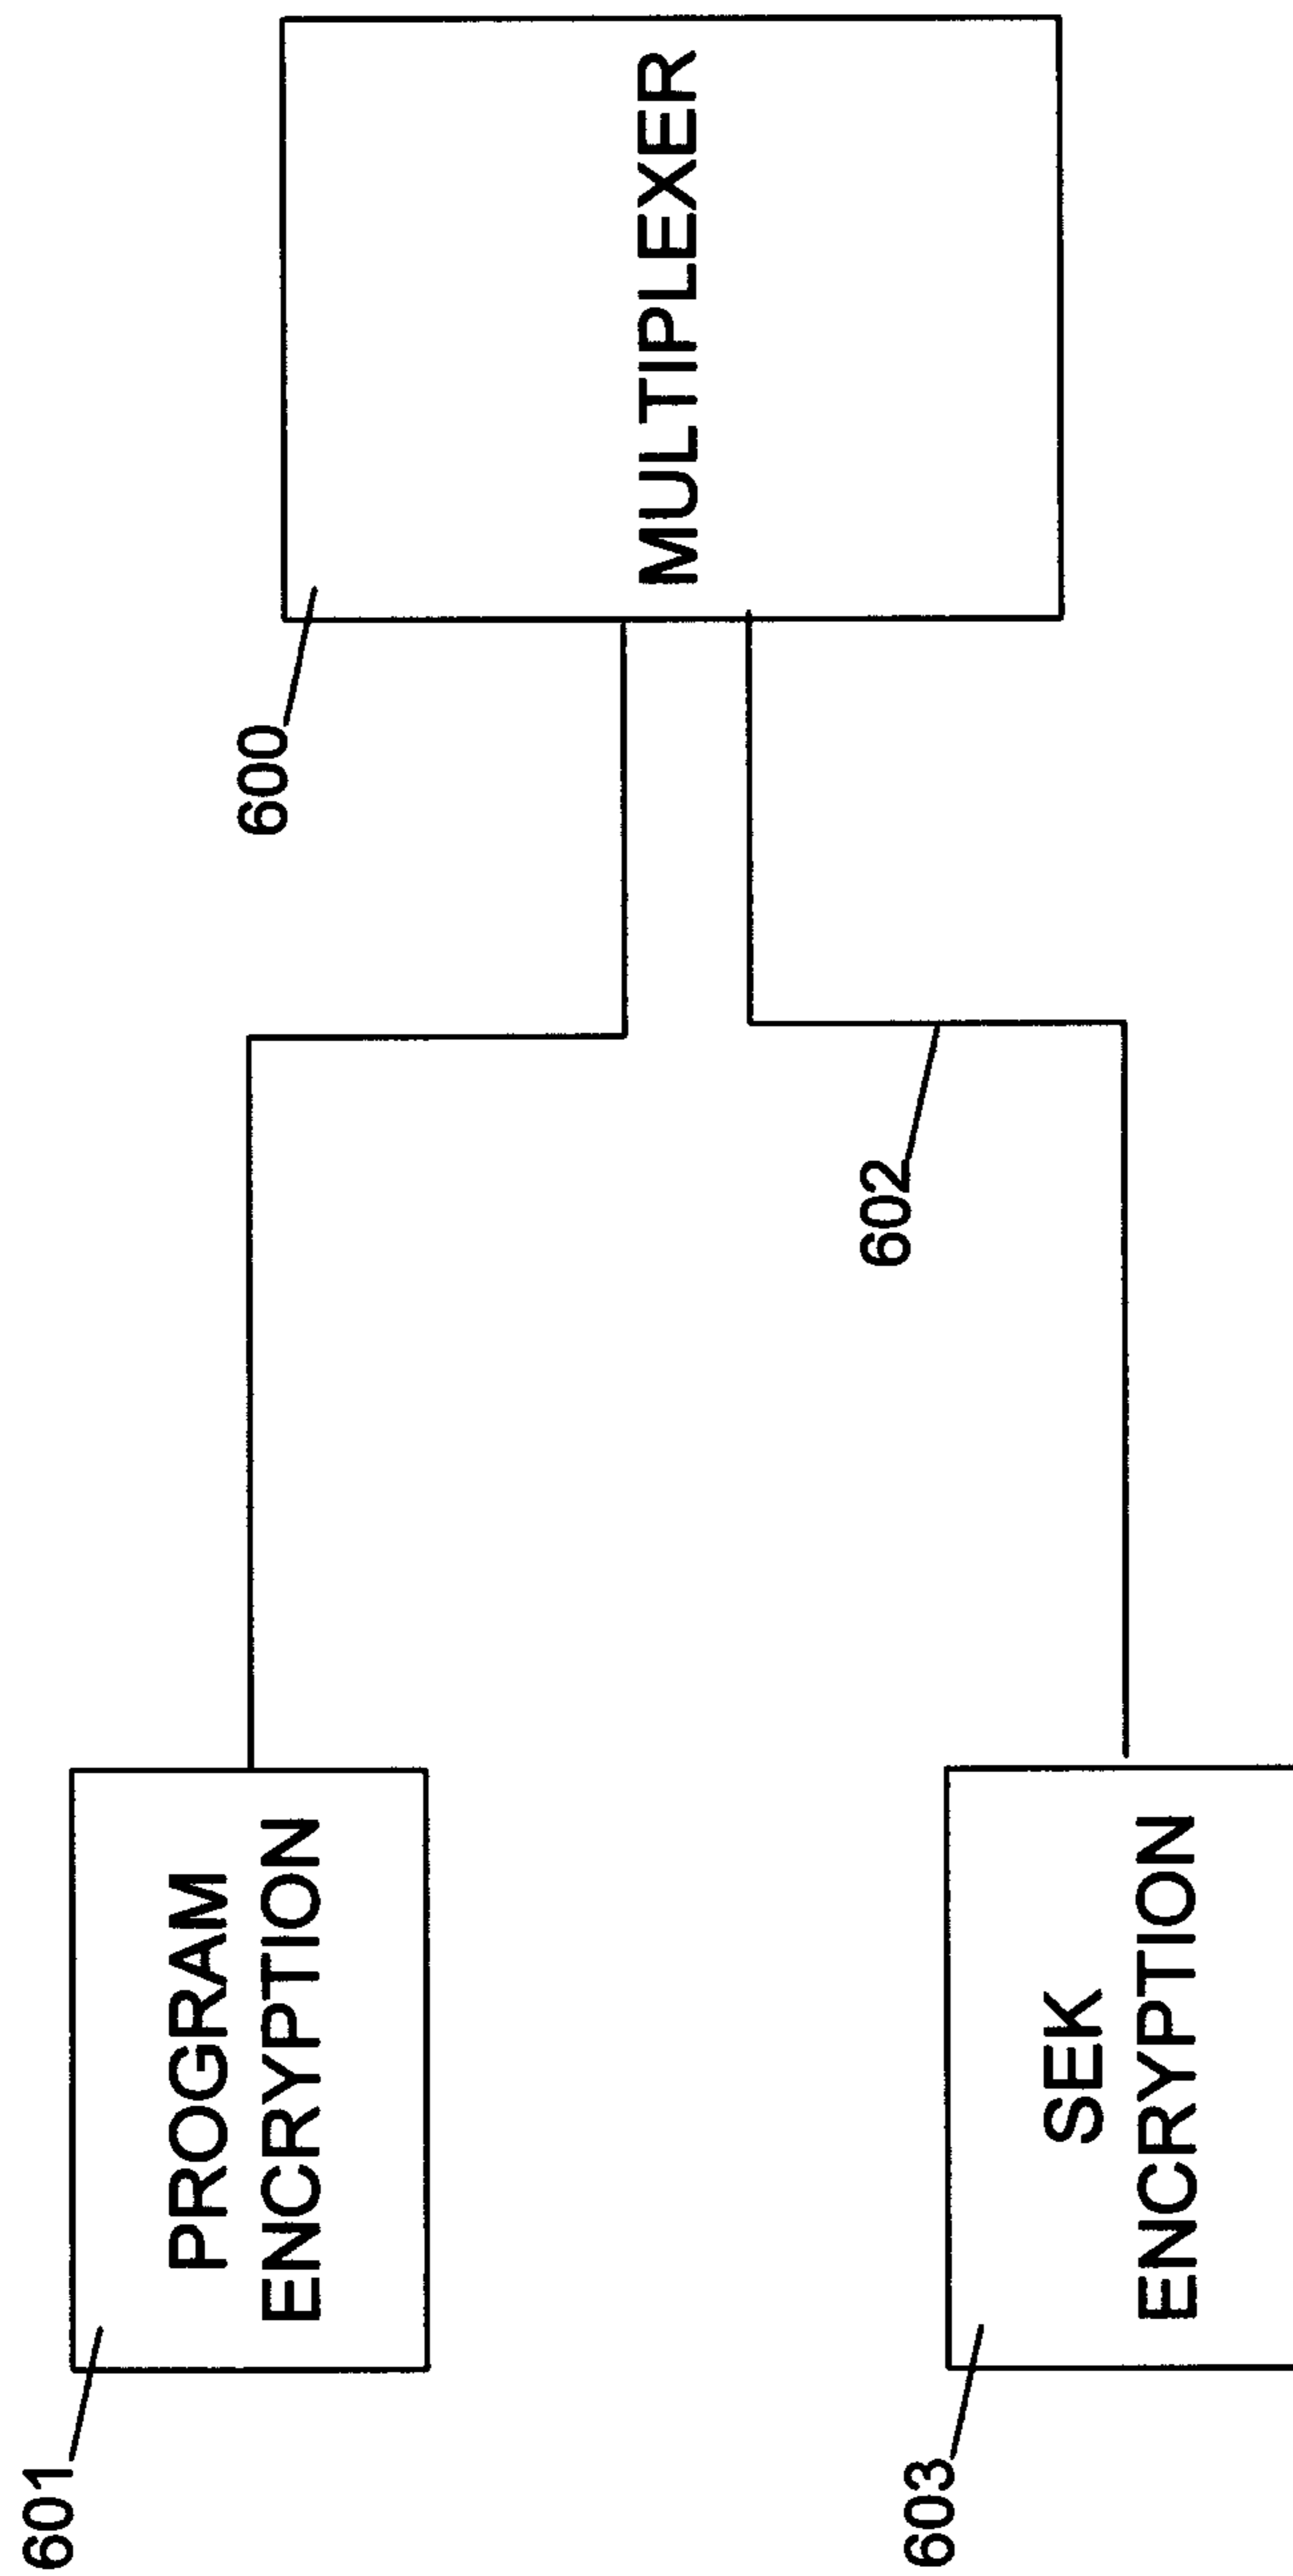 601
PROGRAM
ENCRYPTION
600
MULTIPLEXER
602
603
SEK
ENCRYPTION